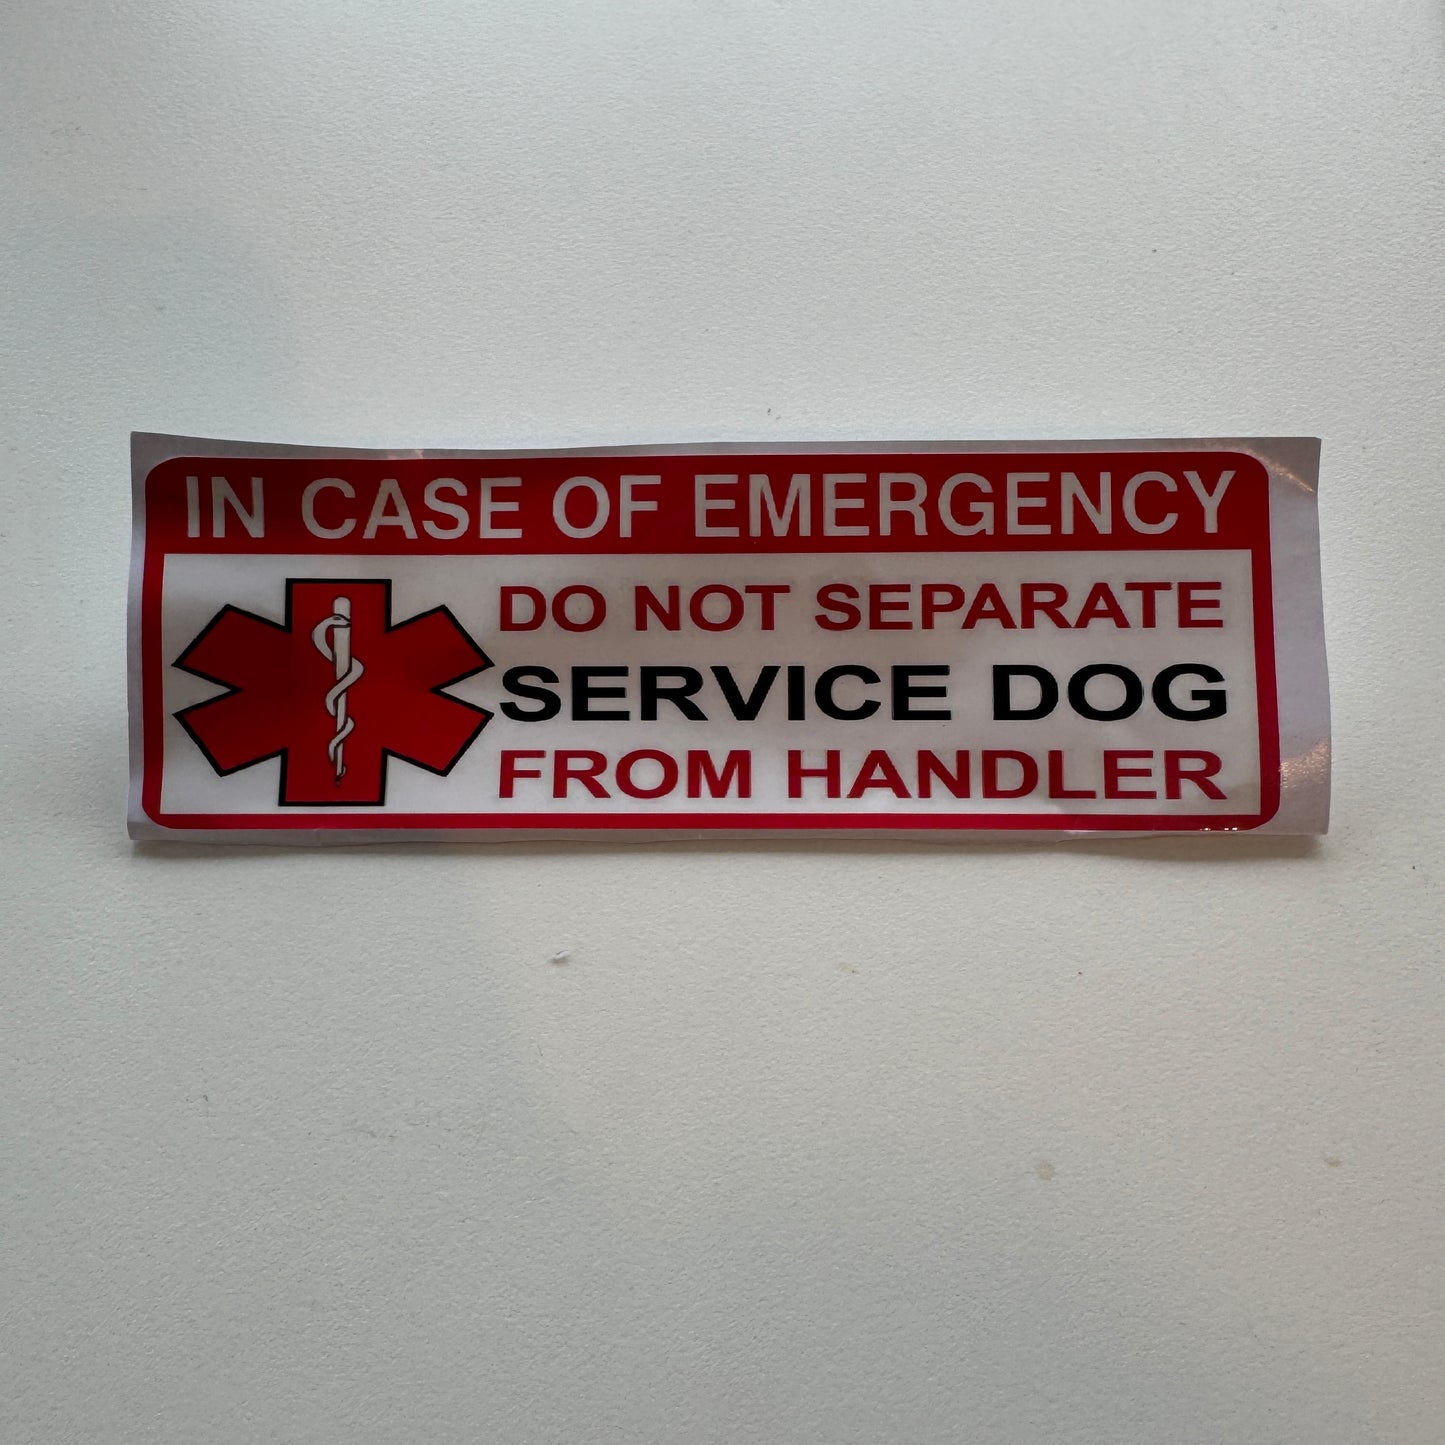 IN CASE OF EMERGENCY
DO NOT SEPARATE
SERVICE DOG
FROM HANDLER